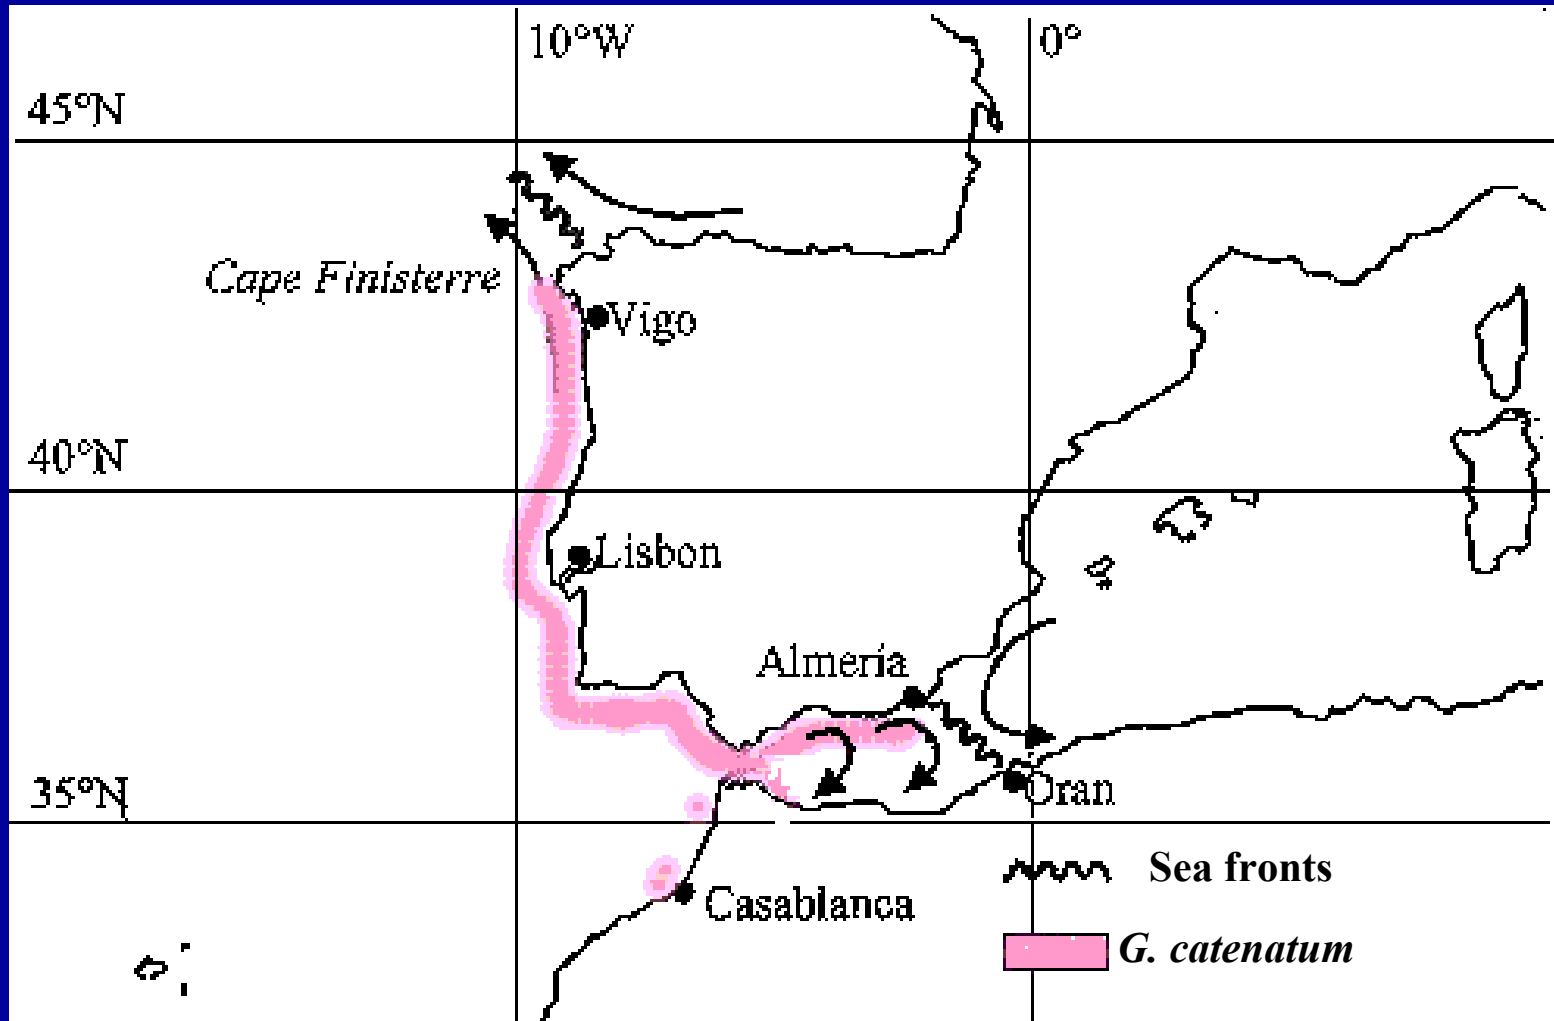 10°W
0°
45°N
Cape Finisterre
Vigo
40°N
Lisbon
Almeria
35°N
Oran
Sea fronts
Casablanca
G. catenatum